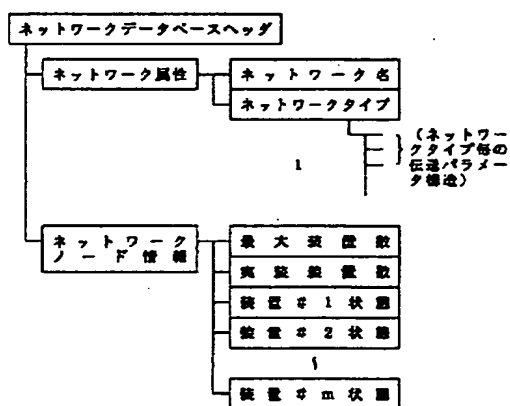 ネットワークデータベースヘッダ
ネットワーク属性
ネットワーク名
ネットワークタイプ
(ネットワー
クタイプ毎の
伝送パラメー
タ構造)
1
ネットワーク
ノード情報
最大装置数
実装装置数
装置#1状態
装置#2状態
~
装置#m状態